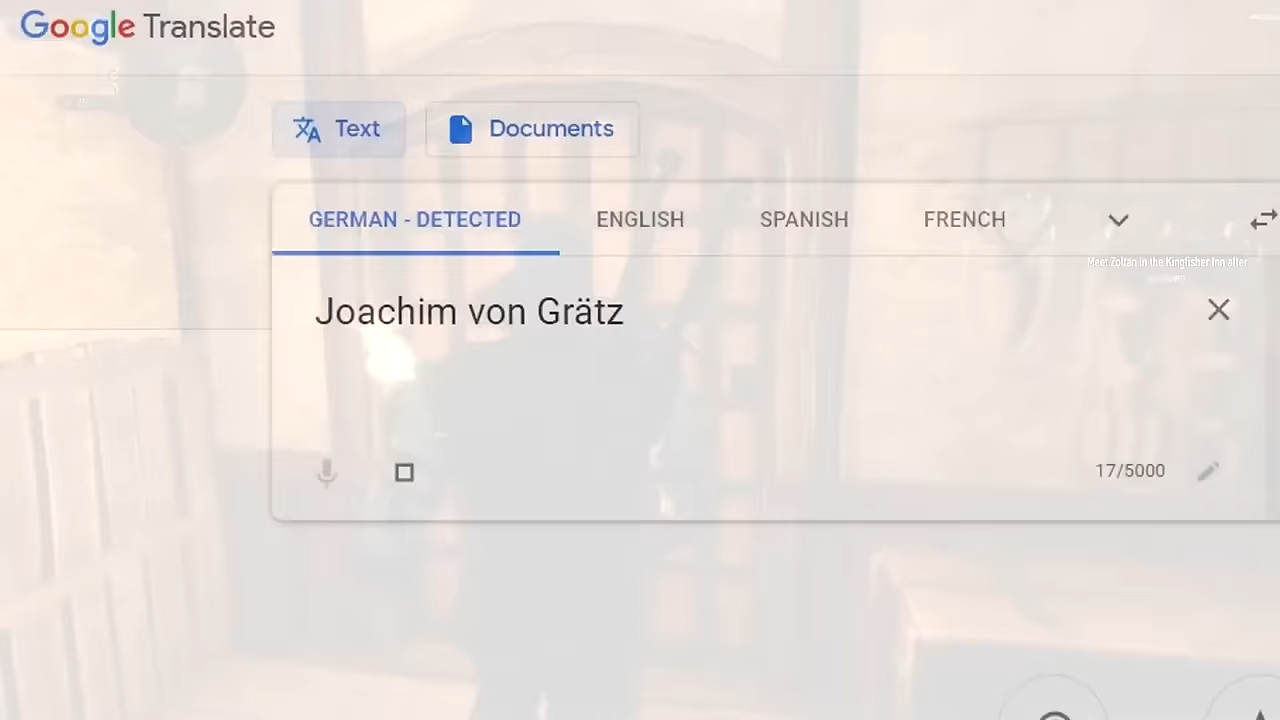 Google Translate
Text
Documents
GERMAN - DETECTED
ENGLISH
SPANISH
FRENCH
Meet Zoltan in the Kingfisher Inn after
Joachim von Grätz
17/5000